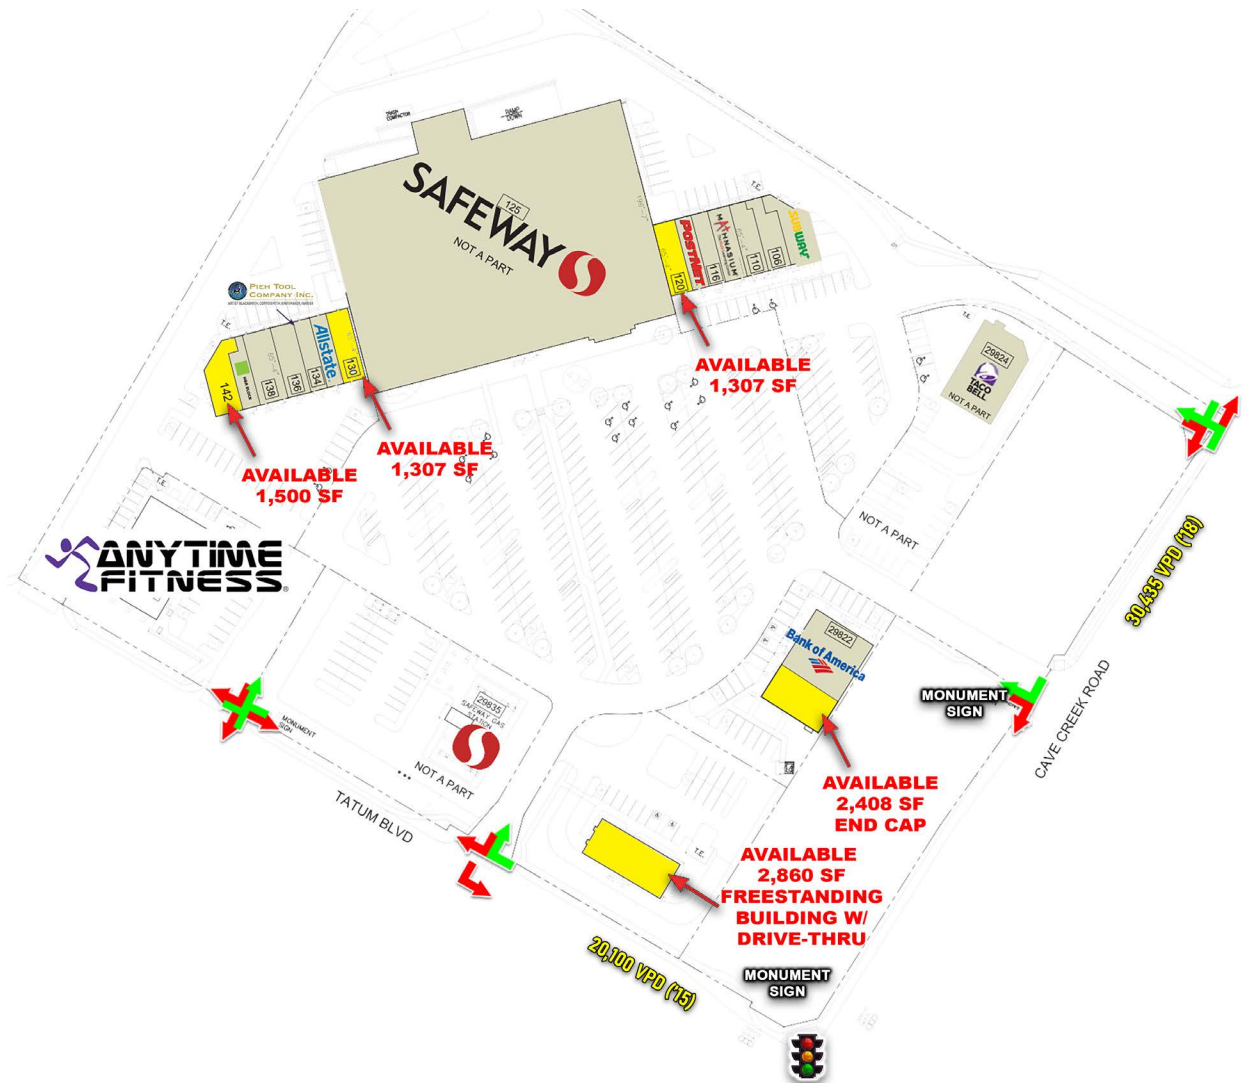 TRASH
COMPACTOR
RAMP
DOWN
SAFEWAY
125
NOT A PART
T.E.
SUBWAY
POSTNET
MATHNASIUM
120
116
110
106
PIEH TOOL
COMPANY INC.
T.E.
Allstate
142
138
136
134
130
AVAILABLE
1,307 SF
AVAILABLE
1,307 SF
AVAILABLE
1,500 SF
T.E.
29824
TACO
BELL
NOT A PART
T.E.
ANYTIME
FITNESS
NOT A PART
30,435 VPD ('18)
29822
Bank of America
MONUMENT
SIGN
CAVE CREEK ROAD
MONUMENT
SIGN
29835
SAFEWAY GAS
STATION
NOT A PART
TATUM BLVD
AVAILABLE
2,408 SF
END CAP
T.E.
AVAILABLE
2,860 SF
FREESTANDING
BUILDING W/
DRIVE-THRU
20,100 VPD ('15)
MONUMENT
SIGN